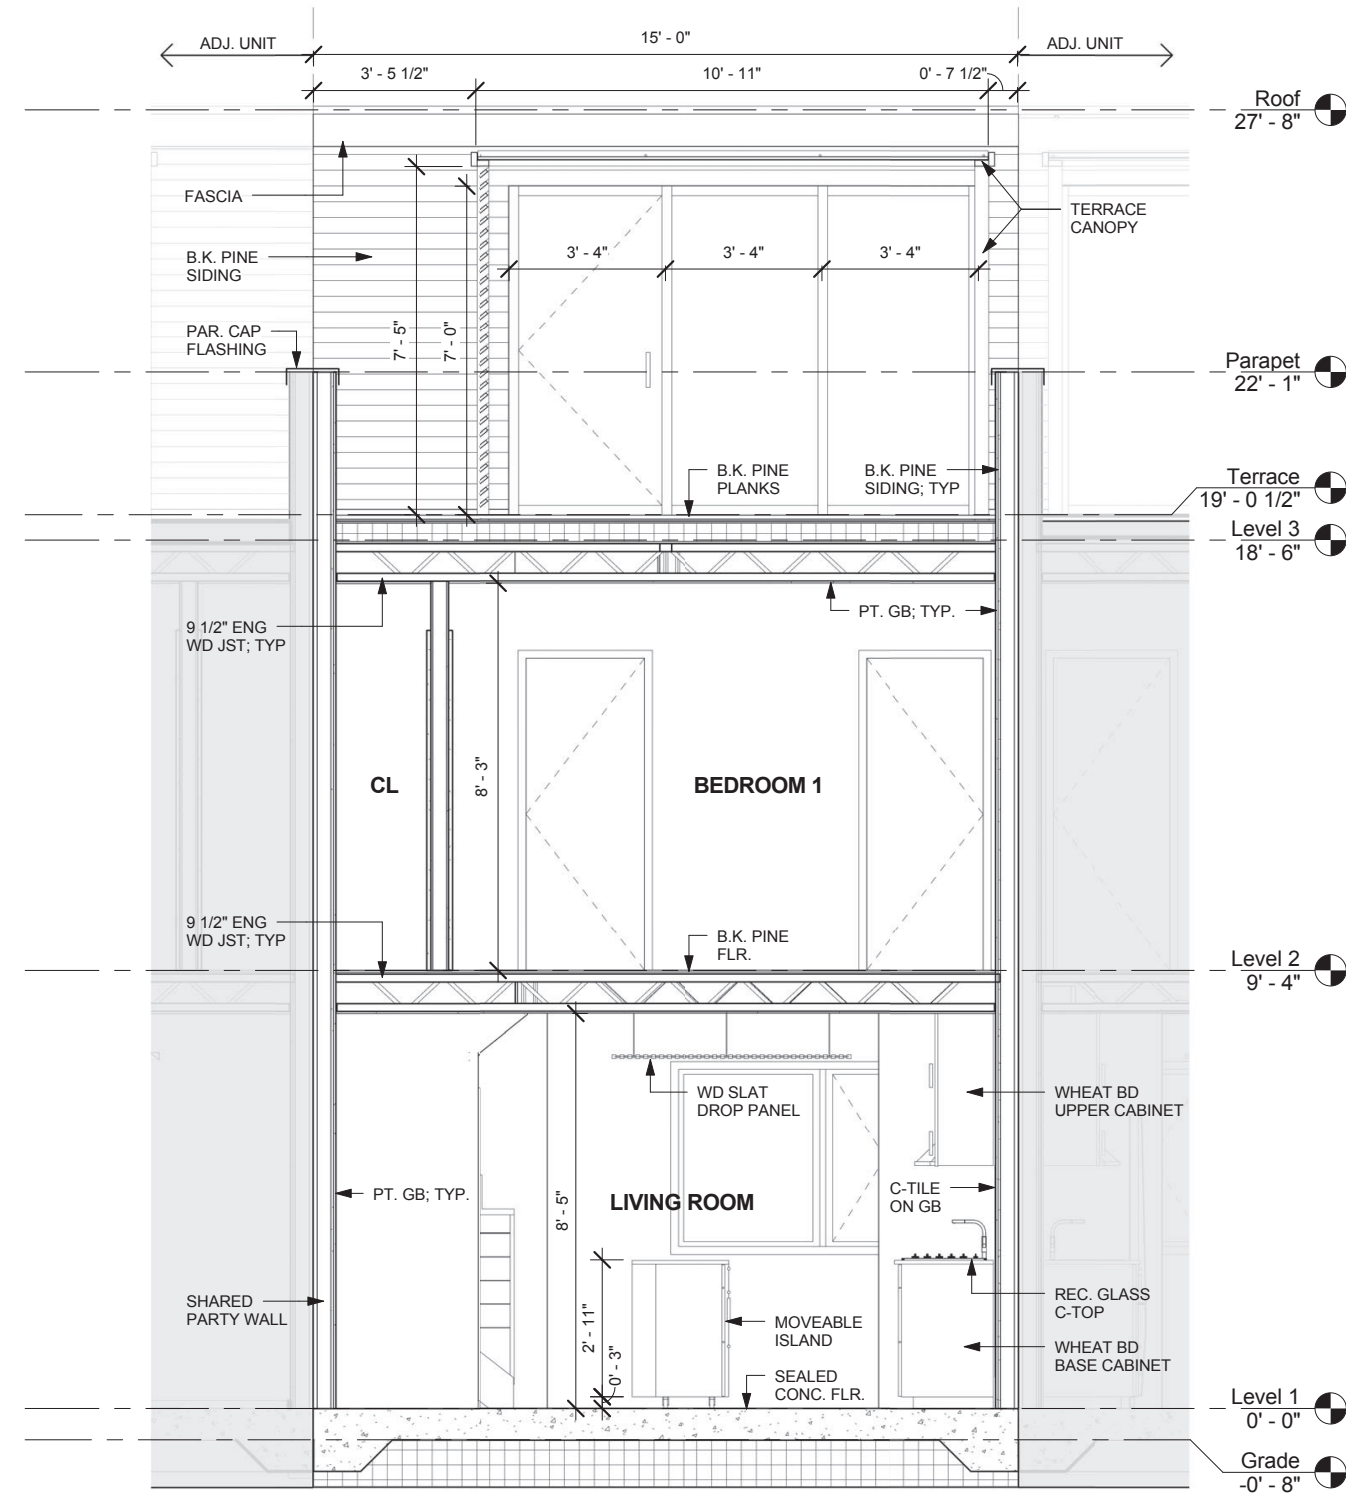 15' - 0"
ADJ. UNIT
ADJ. UNIT
3' - 5 1/2"
10' - 11"
0' - 7 1/2"
Roof
27' - 8"
FASCIA
TERRACE
CANOPY
B.K. PINE
SIDING
3' - 4"
3' - 4"
3' - 4"
7' - 5"
7' - 0"
PAR. CAP
FLASHING
Parapet
22' - 1"
B.K. PINE
PLANKS
B.K. PINE
SIDING; TYP
Terrace
19' - 0 1/2"
Level 3
18' - 6"
PT. GB; TYP.
9 1/2" ENG
WD JST; TYP
CL
8' - 3"
BEDROOM 1
9 1/2" ENG
WD JST; TYP
B.K. PINE
FLR.
Level 2
9' - 4"
WD SLAT
DROP PANEL
WHEAT BD
UPPER CABINET
PT. GB; TYP.
8' - 5"
LIVING ROOM
C-TILE
ON GB
SHARED
PARTY WALL
2' - 11"
0' - 3"
MOVEABLE
ISLAND
REC. GLASS
C-TOP
WHEAT BD
BASE CABINET
SEALED
CONC. FLR.
Level 1
0' - 0"
Grade
-0' - 8"